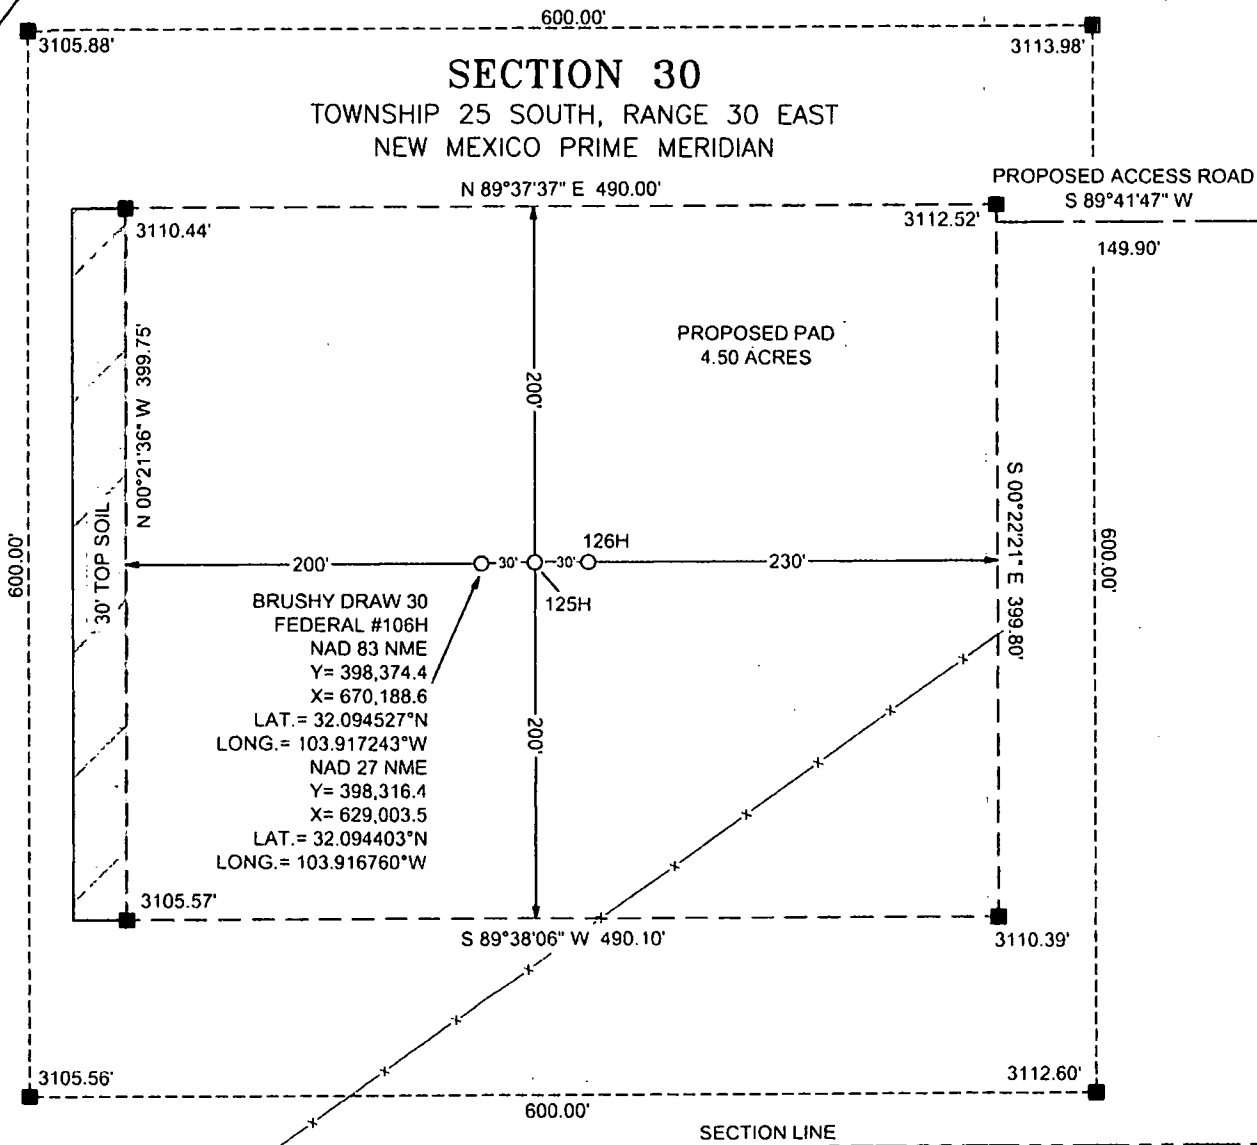 600.00'
3105.88'
3113.98'
SECTION 30
TOWNSHIP 25 SOUTH, RANGE 30 EAST
NEW MEXICO PRIME MERIDIAN
PROPOSED ACCESS ROAD
S 89°41'47" W
149.90'
N 89°37'37" E 490.00'
3110.44'
3112.52'
PROPOSED PAD
4.50 ACRES
N 00°21'36" W 399.75'
30' TOP SOIL
200'
600.00'
200'
30'
30'
126H
230'
125H
S 00°22'21" E 399.80'
600.00'
BRUSHY DRAW 30
FEDERAL #106H
NAD 83 NME
Y= 398,374.4
X= 670,188.6
LAT.= 32.094527°N
LONG.= 103.917243°W
NAD 27 NME
Y= 398,316.4
X= 629,003.5
LAT.= 32.094403°N
LONG.= 103.916760°W
200'
3105.57'
S 89°38'06" W 490.10'
3110.39'
3105.56'
3112.60'
600.00'
SECTION LINE